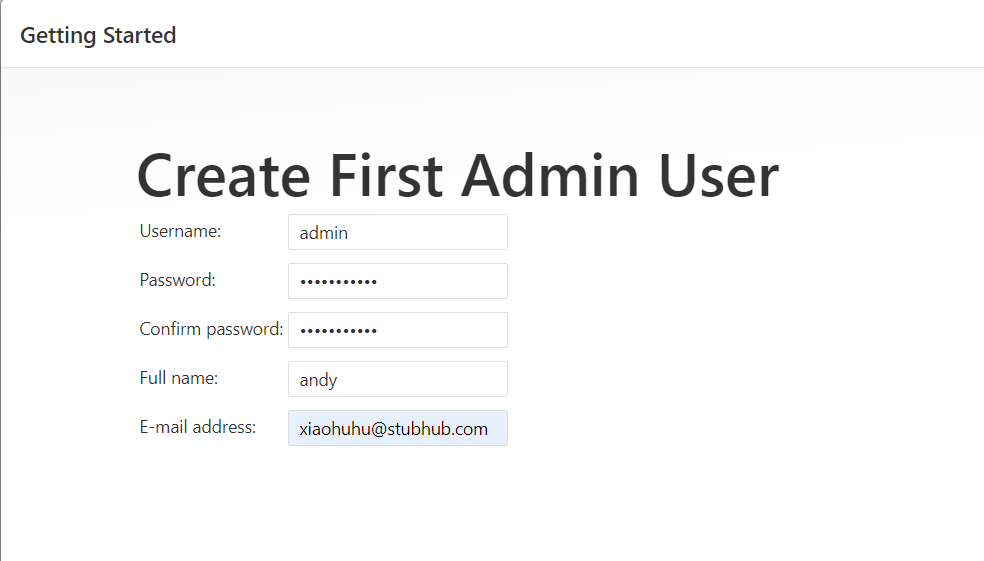 Getting Started
Create First Admin User
Username: admin
Password: •••••••••••
Confirm password: •••••••••••
Full name: andy
E-mail address: xiaohuhu@stubhub.com